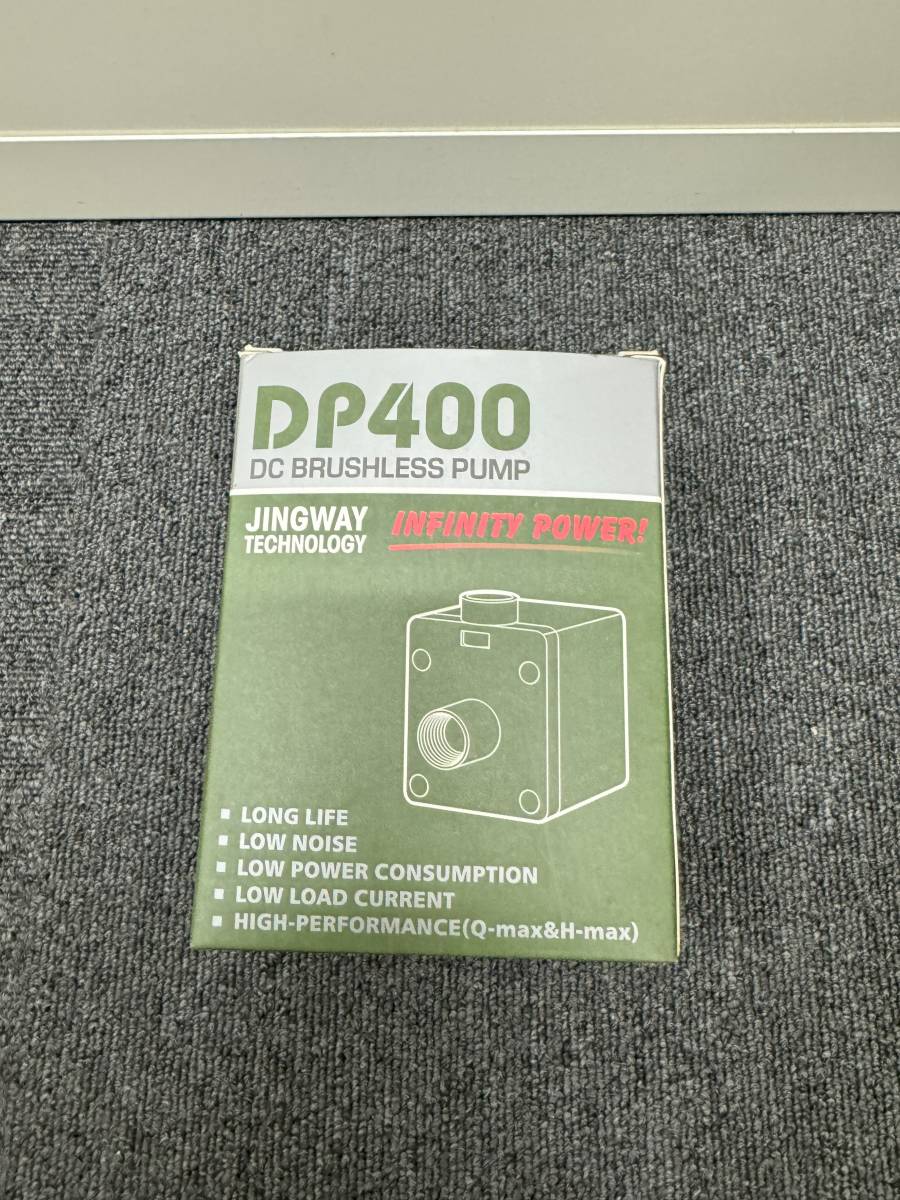 DP400
DC BRUSHLESS PUMP
JINGWAY
TECHNOLOGY
INFINITY POWER!
LONG LIFE
LOW NOISE
LOW POWER CONSUMPTION
LOW LOAD CURRENT
HIGH-PERFORMANCE(Q-max&H-max)